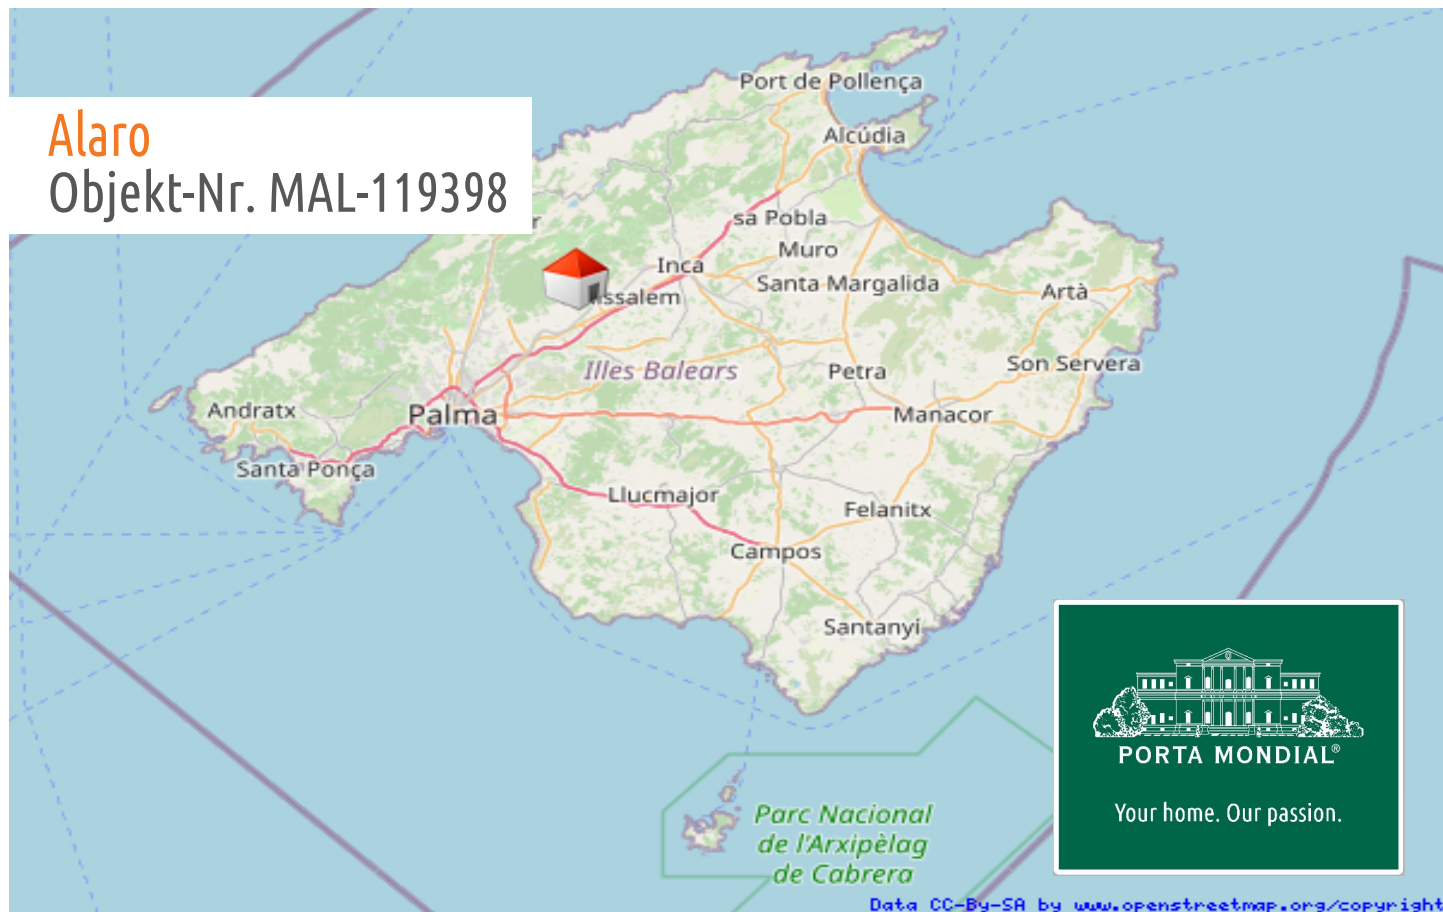 Port de Pollença
Alaro
Alcúdia
Objekt-Nr. MAL-119398
sa Pobla
Muro
Inca
Santa Margalida
Artà
issalem
Illes Balears
Petra
Son Servera
Andratx
Palma
Manacor
Santa Ponça
Llucmajor
Felanitx
Campos
Santanyí
PORTA MONDIAL®
Your home. Our passion.
Parc Nacional
de l'Arxipèlag
de Cabrera
Data CC-By-SA by www.openstreetmap.org/copyright